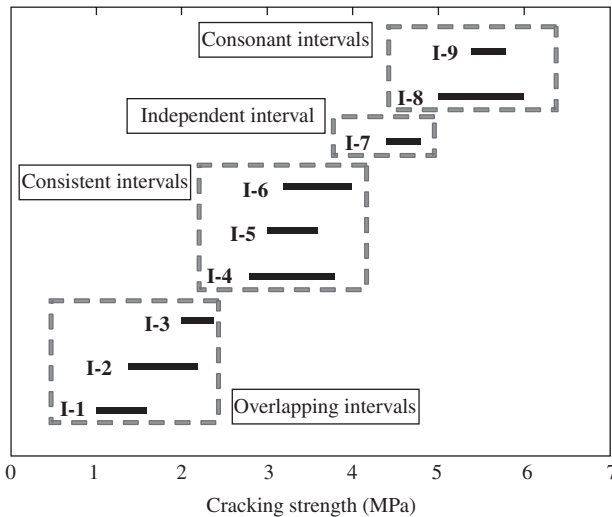 Consonant intervals
I-9
I-8
Independent interval
I-7
Consistent intervals
I-6
I-5
I-4
I-3
I-2
I-1
Overlapping intervals
0 1 2 3 4 5 6 7
Cracking strength (MPa)